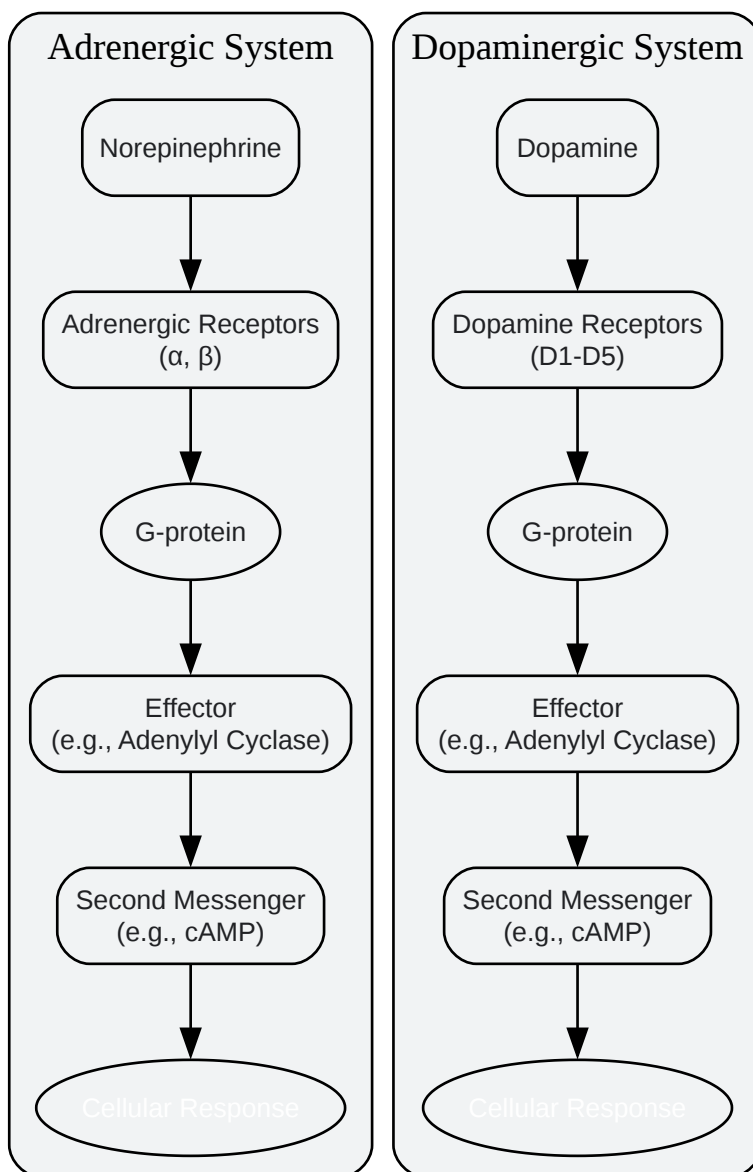 Adrenergic System
Norepinephrine
Adrenergic Receptors
(α, β)
G-protein
Effector
(e.g., Adenylyl Cyclase)
Second Messenger
(e.g., cAMP)
Cellular Response
Dopaminergic System
Dopamine
Dopamine Receptors
(D1-D5)
G-protein
Effector
(e.g., Adenylyl Cyclase)
Second Messenger
(e.g., cAMP)
Cellular Response